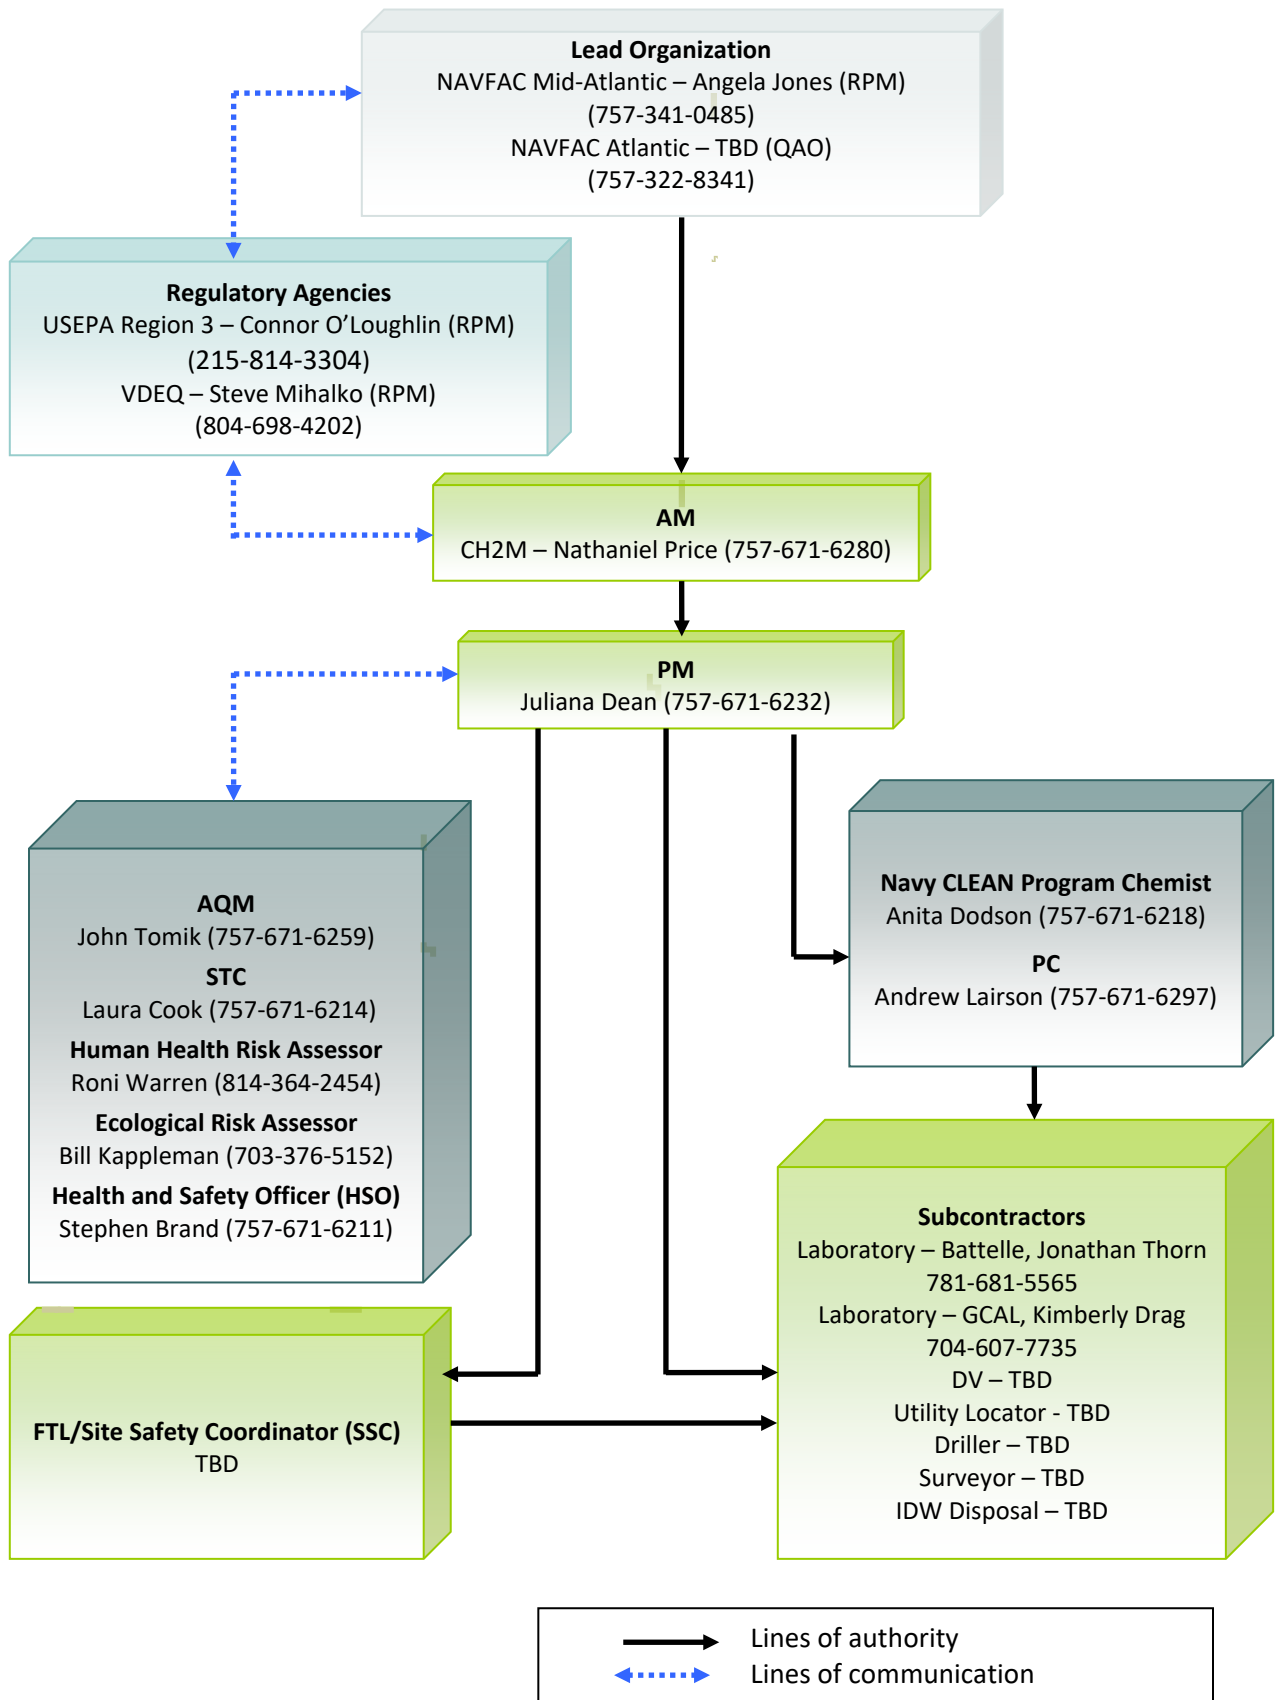 Lead Organization
NAVFAC Mid-Atlantic – Angela Jones (RPM)
(757-341-0485)
NAVFAC Atlantic – TBD (QAO)
(757-322-8341)
Regulatory Agencies
USEPA Region 3 – Connor O’Loughlin (RPM)
(215-814-3304)
VDEQ – Steve Mihalko (RPM)
(804-698-4202)
AM
CH2M – Nathaniel Price (757-671-6280)
PM
Juliana Dean (757-671-6232)
AQM
John Tomik (757-671-6259)
STC
Laura Cook (757-671-6214)
Human Health Risk Assessor
Roni Warren (814-364-2454)
Ecological Risk Assessor
Bill Kappleman (703-376-5152)
Health and Safety Officer (HSO)
Stephen Brand (757-671-6211)
Navy CLEAN Program Chemist
Anita Dodson (757-671-6218)
PC
Andrew Lairson (757-671-6297)
Subcontractors
Laboratory – Battelle, Jonathan Thorn
781-681-5565
Laboratory – GCAL, Kimberly Drag
704-607-7735
DV – TBD
Utility Locator - TBD
Driller – TBD
Surveyor – TBD
IDW Disposal – TBD
FTL/Site Safety Coordinator (SSC)
TBD
Lines of authority
Lines of communication